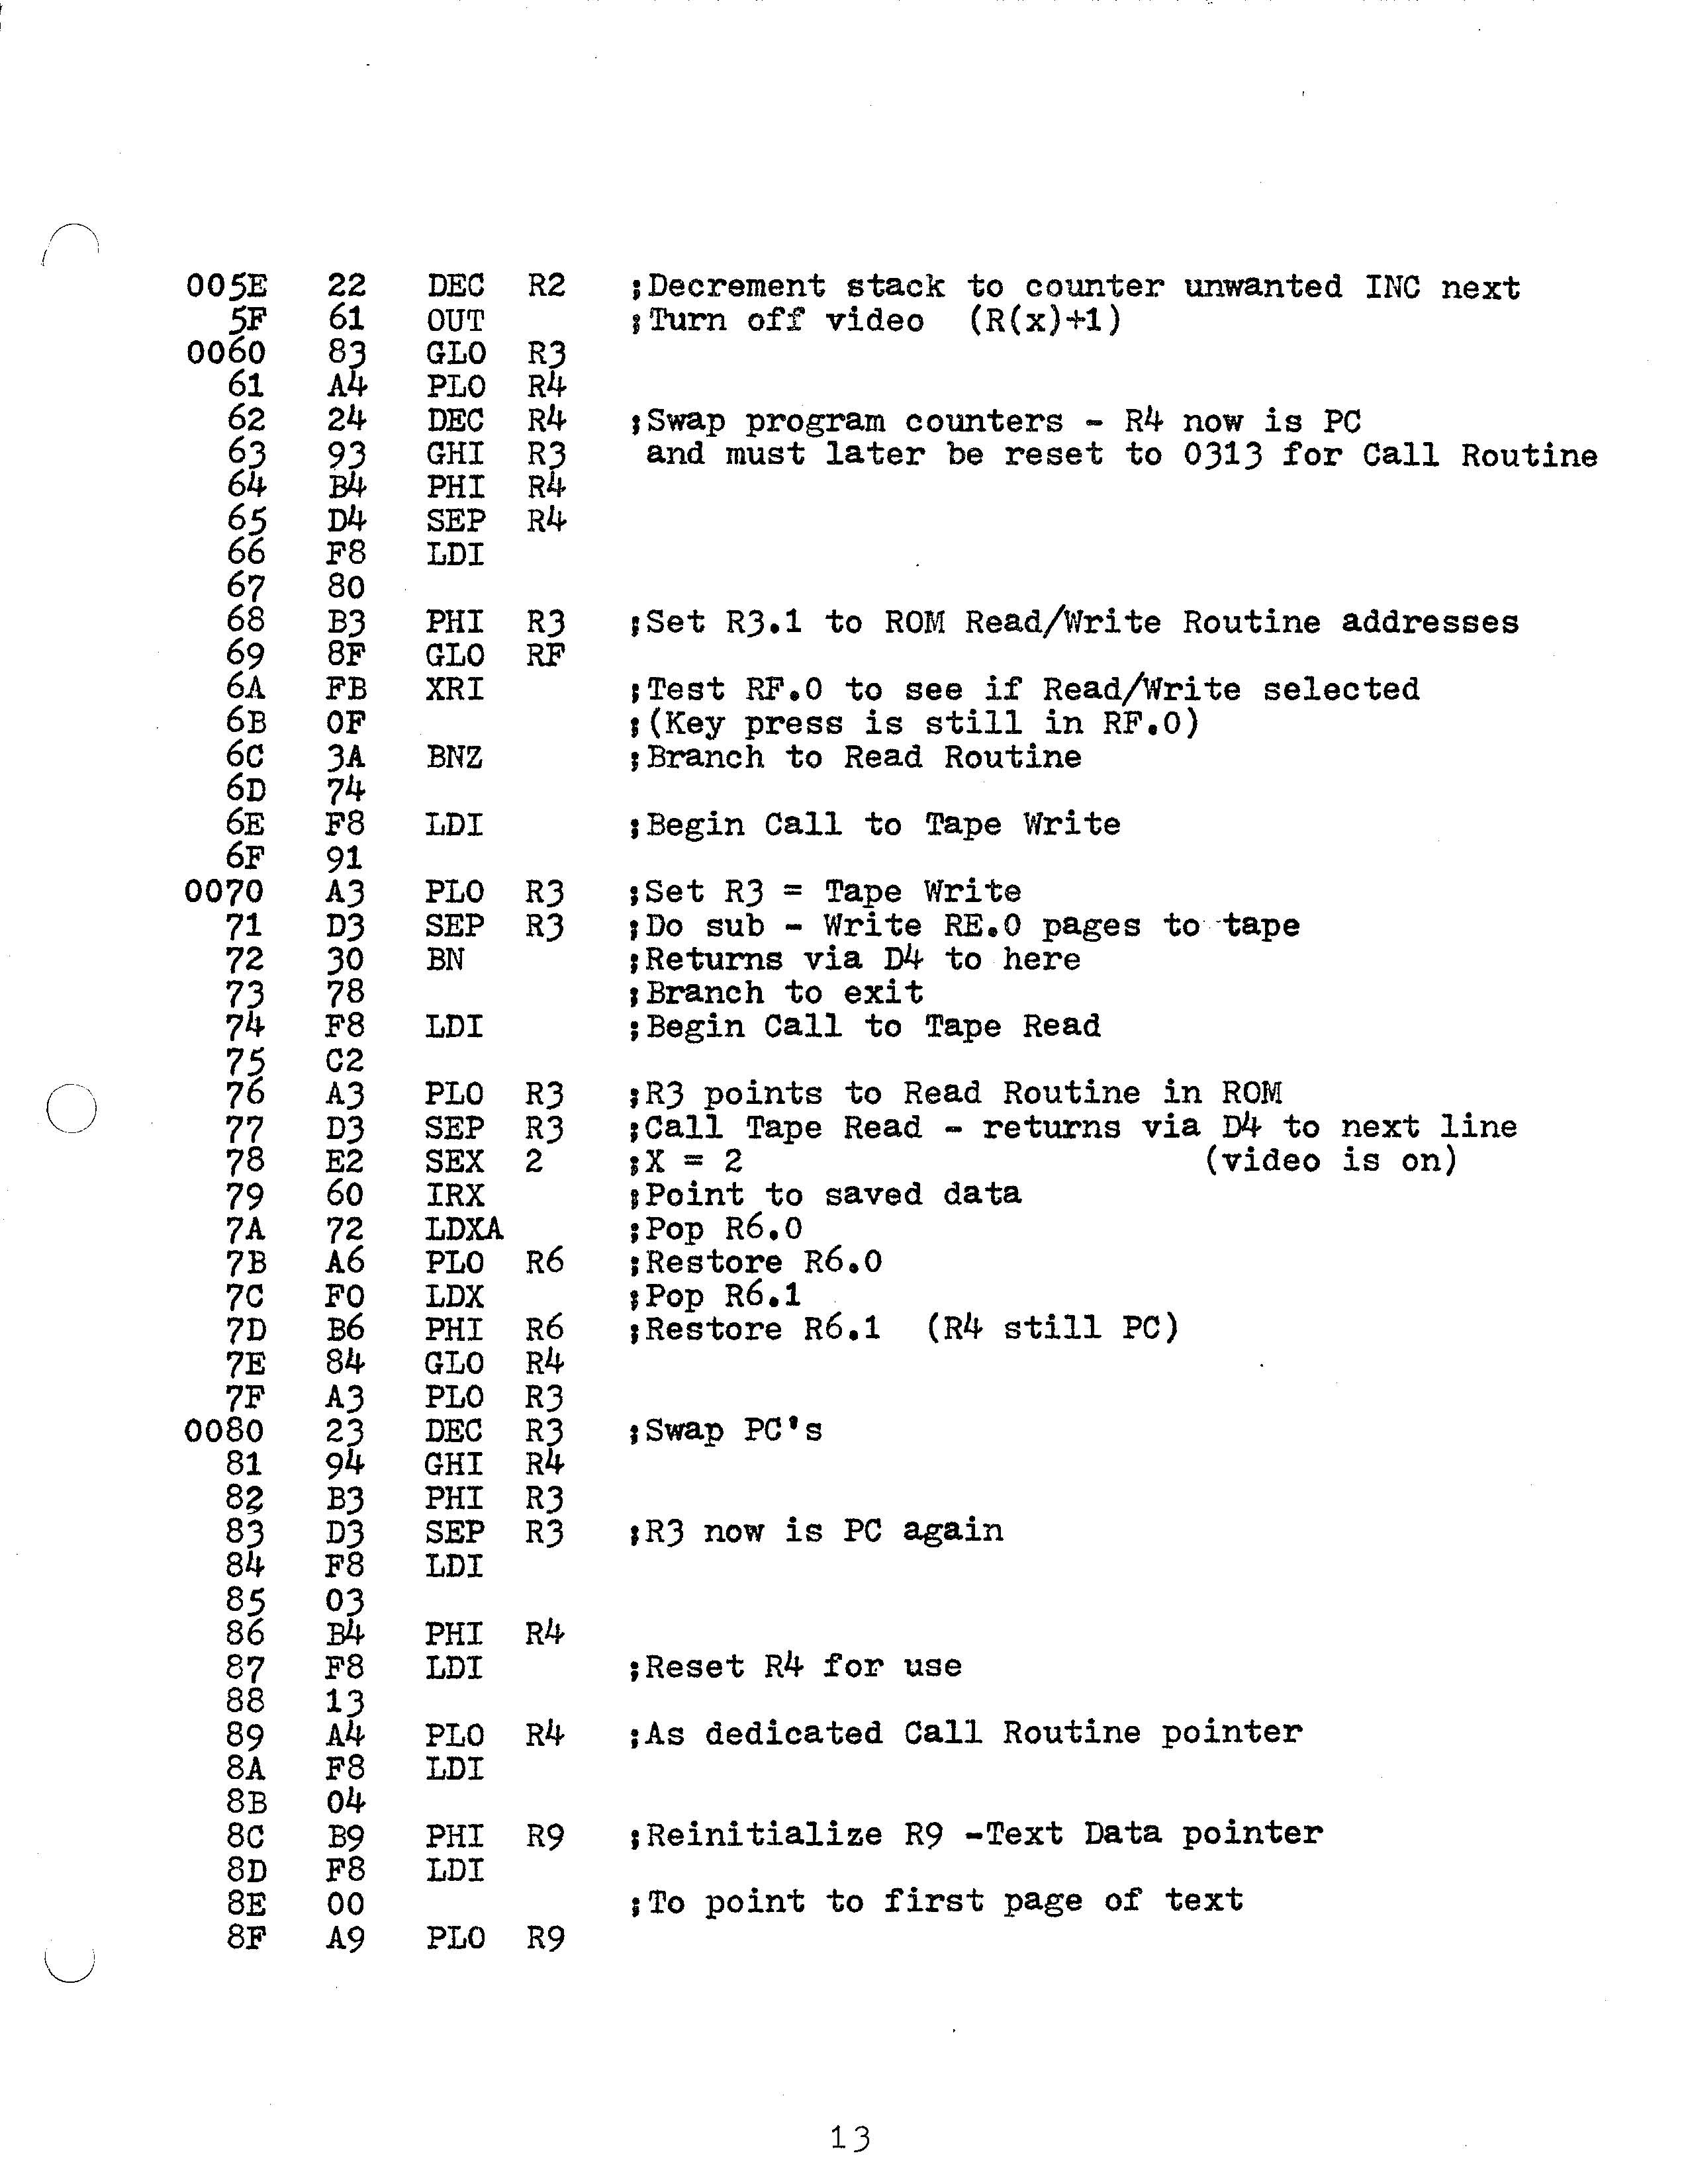 005E 22 DEC R2 ;Decrement stack to counter unwanted INC next
5F 61 OUT ;Turn off video (R(x)+1)
0060 83 GLO R3
61 A4 PLO R4
62 24 DEC R4 ;Swap program counters - R4 now is PC
63 93 GHI R3 and must later be reset to 0313 for Call Routine
64 B4 PHI R4
65 D4 SEP R4
66 F8 LDI
67 80
68 B3 PHI R3 ;Set R3.1 to ROM Read/Write Routine addresses
69 8F GLO RF
6A FB XRI ;Test RF.0 to see if Read/Write selected
6B 0F ;(Key press is still in RF.0)
6C 3A BNZ ;Branch to Read Routine
6D 74
6E F8 LDI ;Begin Call to Tape Write
6F 91
0070 A3 PLO R3 ;Set R3 = Tape Write
71 D3 SEP R3 ;Do sub - Write RE.0 pages to tape
72 30 BN ;Returns via D4 to here
73 78 ;Branch to exit
74 F8 LDI ;Begin Call to Tape Read
75 C2
76 A3 PLO R3 ;R3 points to Read Routine in ROM
77 D3 SEP R3 ;Call Tape Read - returns via D4 to next line
78 E2 SEX 2 ;X = 2 (video is on)
79 60 IRX ;Point to saved data
7A 72 LDXA ;Pop R6.0
7B A6 PLO R6 ;Restore R6.0
7C F0 LDX ;Pop R6.1
7D B6 PHI R6 ;Restore R6.1 (R4 still PC)
7E 84 GLO R4
7F A3 PLO R3
0080 23 DEC R3 ;Swap PC's
81 94 GHI R4
82 B3 PHI R3
83 D3 SEP R3 ;R3 now is PC again
84 F8 LDI
85 03
86 B4 PHI R4
87 F8 LDI ;Reset R4 for use
88 13
89 A4 PLO R4 ;As dedicated Call Routine pointer
8A F8 LDI
8B 04
8C B9 PHI R9 ;Reinitialize R9 -Text Data pointer
8D F8 LDI
8E 00 ;To point to first page of text
8F A9 PLO R9
13